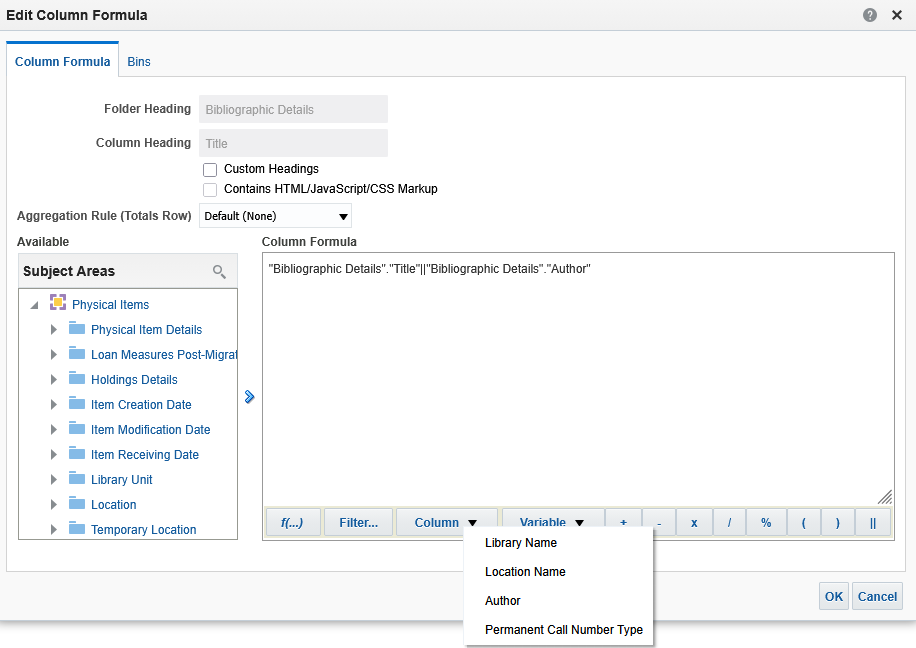 Edit Column Formula
Column Formula
Bins
Folder Heading
Bibliographic Details
Column Heading
Title
Custom Headings
Contains HTML/JavaScript/CSS Markup
Aggregation Rule (Totals Row)
Default (None)
Available
Subject Areas
Physical Items
Physical Item Details
Loan Measures Post-Migrat
Holdings Details
Item Creation Date
Item Modification Date
Item Receiving Date
Library Unit
Location
Temporary Location
Column Formula
"Bibliographic Details"."Title"||"Bibliographic Details"."Author"
f(...)
Filter...
Column
Variable
+
-
x
/
%
(
)
||
Library Name
Location Name
Author
Permanent Call Number Type
OK
Cancel